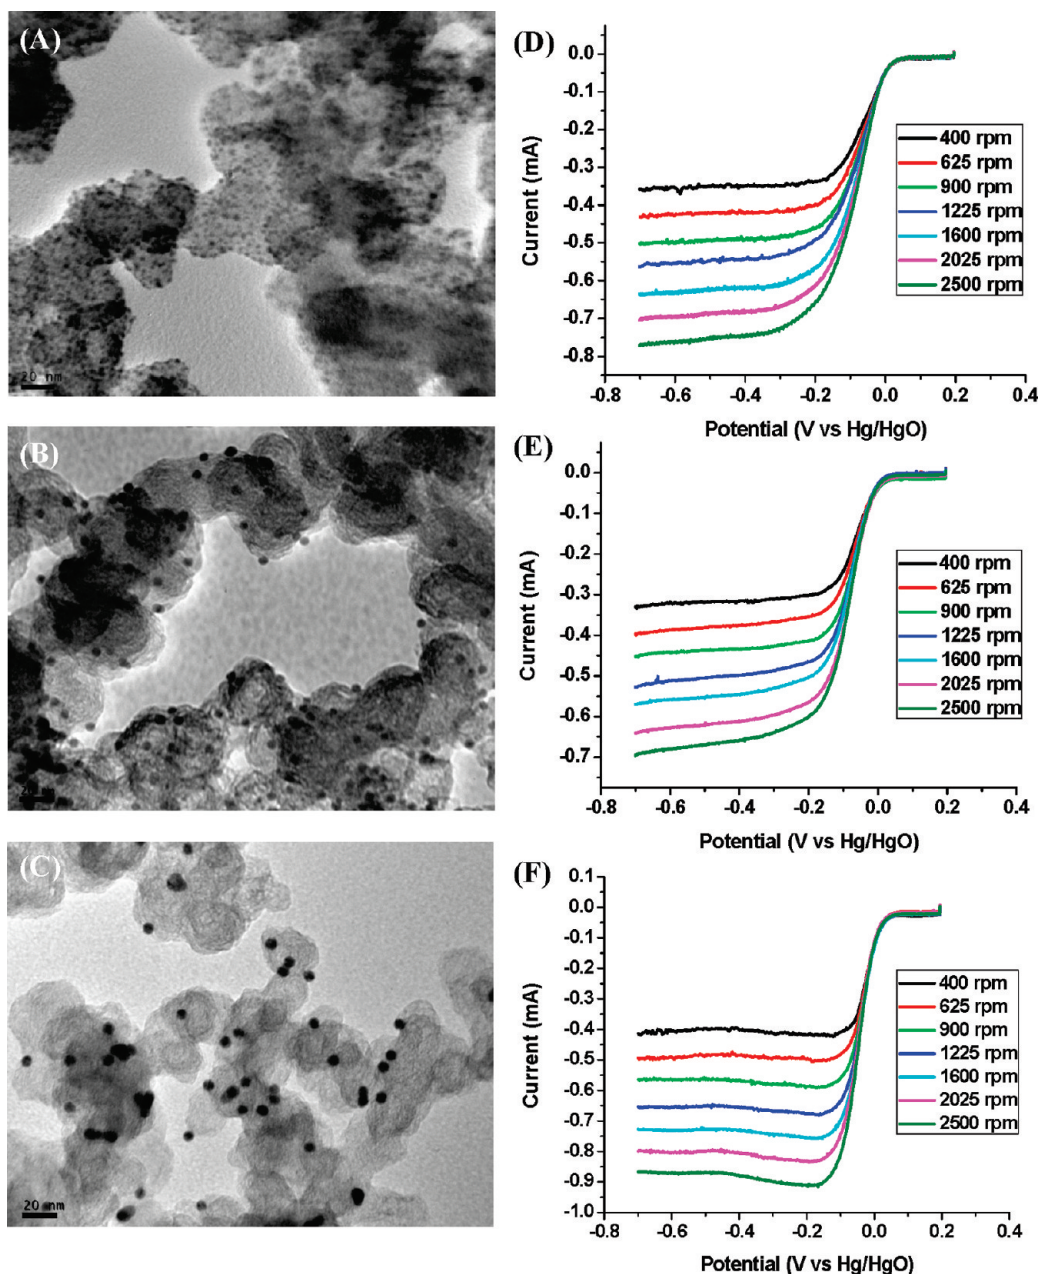 (A)
20 nm
(B)
(C)
20 nm
(D)
0.0
-0.1
-0.2
-0.3
-0.4
-0.5
-0.6
-0.7
-0.8
Current (mA)
400 rpm
625 rpm
900 rpm
1225 rpm
1600 rpm
2025 rpm
2500 rpm
-0.8 -0.6 -0.4 -0.2 0.0 0.2 0.4
Potential (V vs Hg/HgO)
(E)
0.0
-0.1
-0.2
-0.3
-0.4
-0.5
-0.6
-0.7
Current (mA)
400 rpm
625 rpm
900 rpm
1225 rpm
1600 rpm
2025 rpm
2500 rpm
-0.8 -0.6 -0.4 -0.2 0.0 0.2 0.4
Potential (V vs Hg/HgO)
(F)
0.1
0.0
-0.1
-0.2
-0.3
-0.4
-0.5
-0.6
-0.7
-0.8
-0.9
-1.0
Current (mA)
400 rpm
625 rpm
900 rpm
1225 rpm
1600 rpm
2025 rpm
2500 rpm
-0.8 -0.6 -0.4 -0.2 0.0 0.2 0.4
Potential (V vs Hg/HgO)